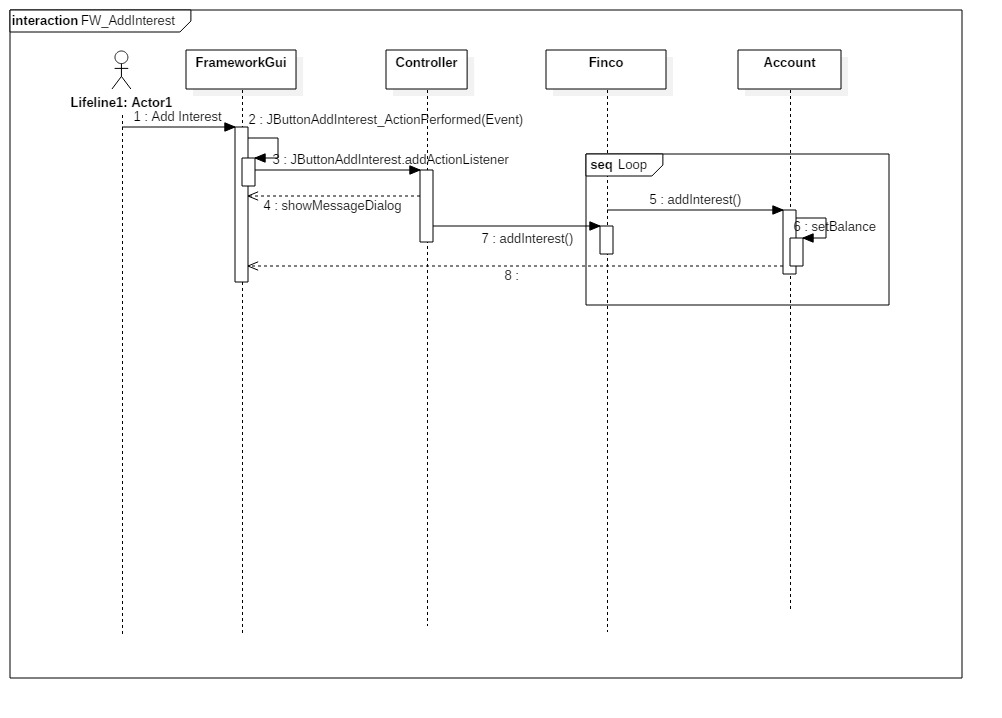 interaction FW_AddInterest
FrameworkGui
Controller
Finco
Account
Lifeline1: Actor1
1 : Add Interest
2 : JButtonAddInterest_ActionPerformed(Event)
3 : JButtonAddInterest.addActionListener
seq Loop
4 : showMessageDialog
5 : addInterest()
6 : setBalance
7 : addInterest()
8 :